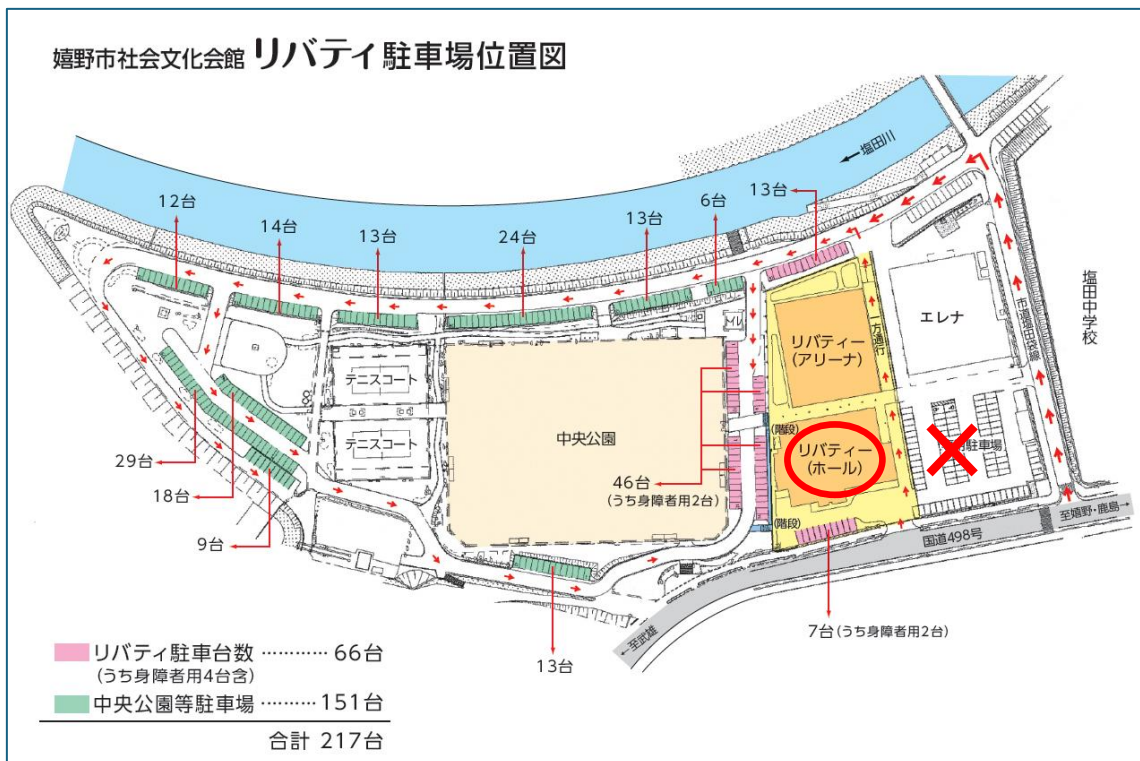 嬉野市社会文化会館 リバティ駐車場位置図
←塩田川
12台
14台
13台
24台
13台
6台
13台
塩田中学校
エレナ
一方通行
リバティー
(アリーナ)
テニスコート
テニスコート
中央公園
(階段)
リバティー
(ホール)
駐車場
46台
(うち身障者用2台)
(階段)
29台
18台
9台
13台
至嬉野・鹿島→
国道498号
←至武雄
7台(うち身障者用2台)
リバティ駐車台数 ………… 66台
(うち身障者用4台含)
中央公園等駐車場 ……… 151台
合計 217台